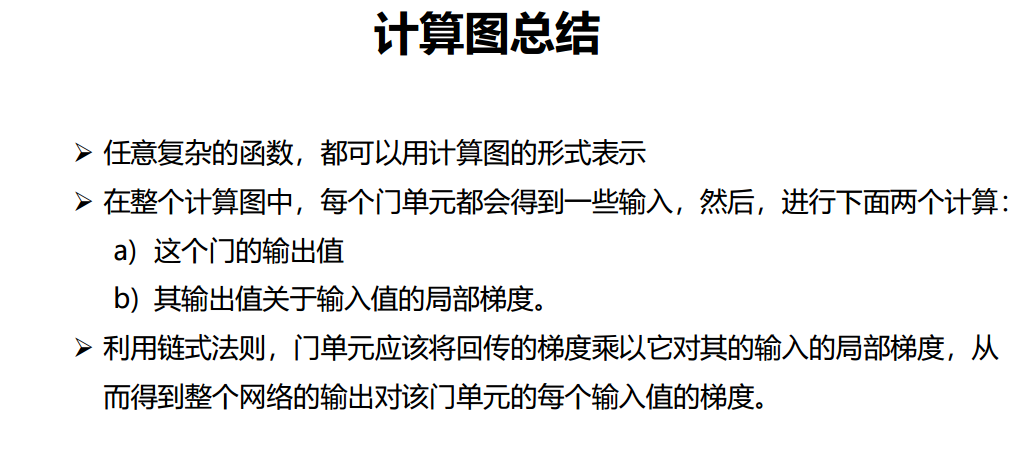 计算图总结
➢ 任意复杂的函数，都可以用计算图的形式表示
➢ 在整个计算图中，每个门单元都会得到一些输入，然后，进行下面两个计算：
a) 这个门的输出值
b) 其输出值关于输入值的局部梯度。
➢ 利用链式法则，门单元应该将回传的梯度乘以它对其的输入的局部梯度，从
而得到整个网络的输出对该门单元的每个输入值的梯度。